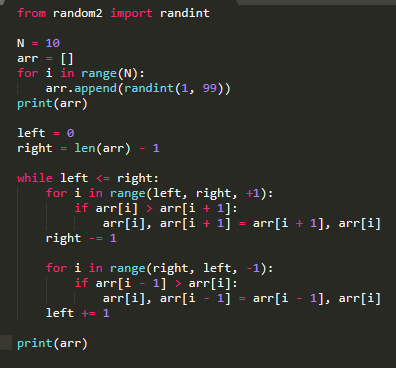 from random2 import randint
N = 10
arr = []
for i in range(N):
    arr.append(randint(1, 99))
print(arr)
left = 0
right = len(arr) - 1
while left <= right:
    for i in range(left, right, +1):
        if arr[i] > arr[i + 1]:
            arr[i], arr[i + 1] = arr[i + 1], arr[i]
    right -= 1
    for i in range(right, left, -1):
        if arr[i - 1] > arr[i]:
            arr[i], arr[i - 1] = arr[i - 1], arr[i]
    left += 1
print(arr)